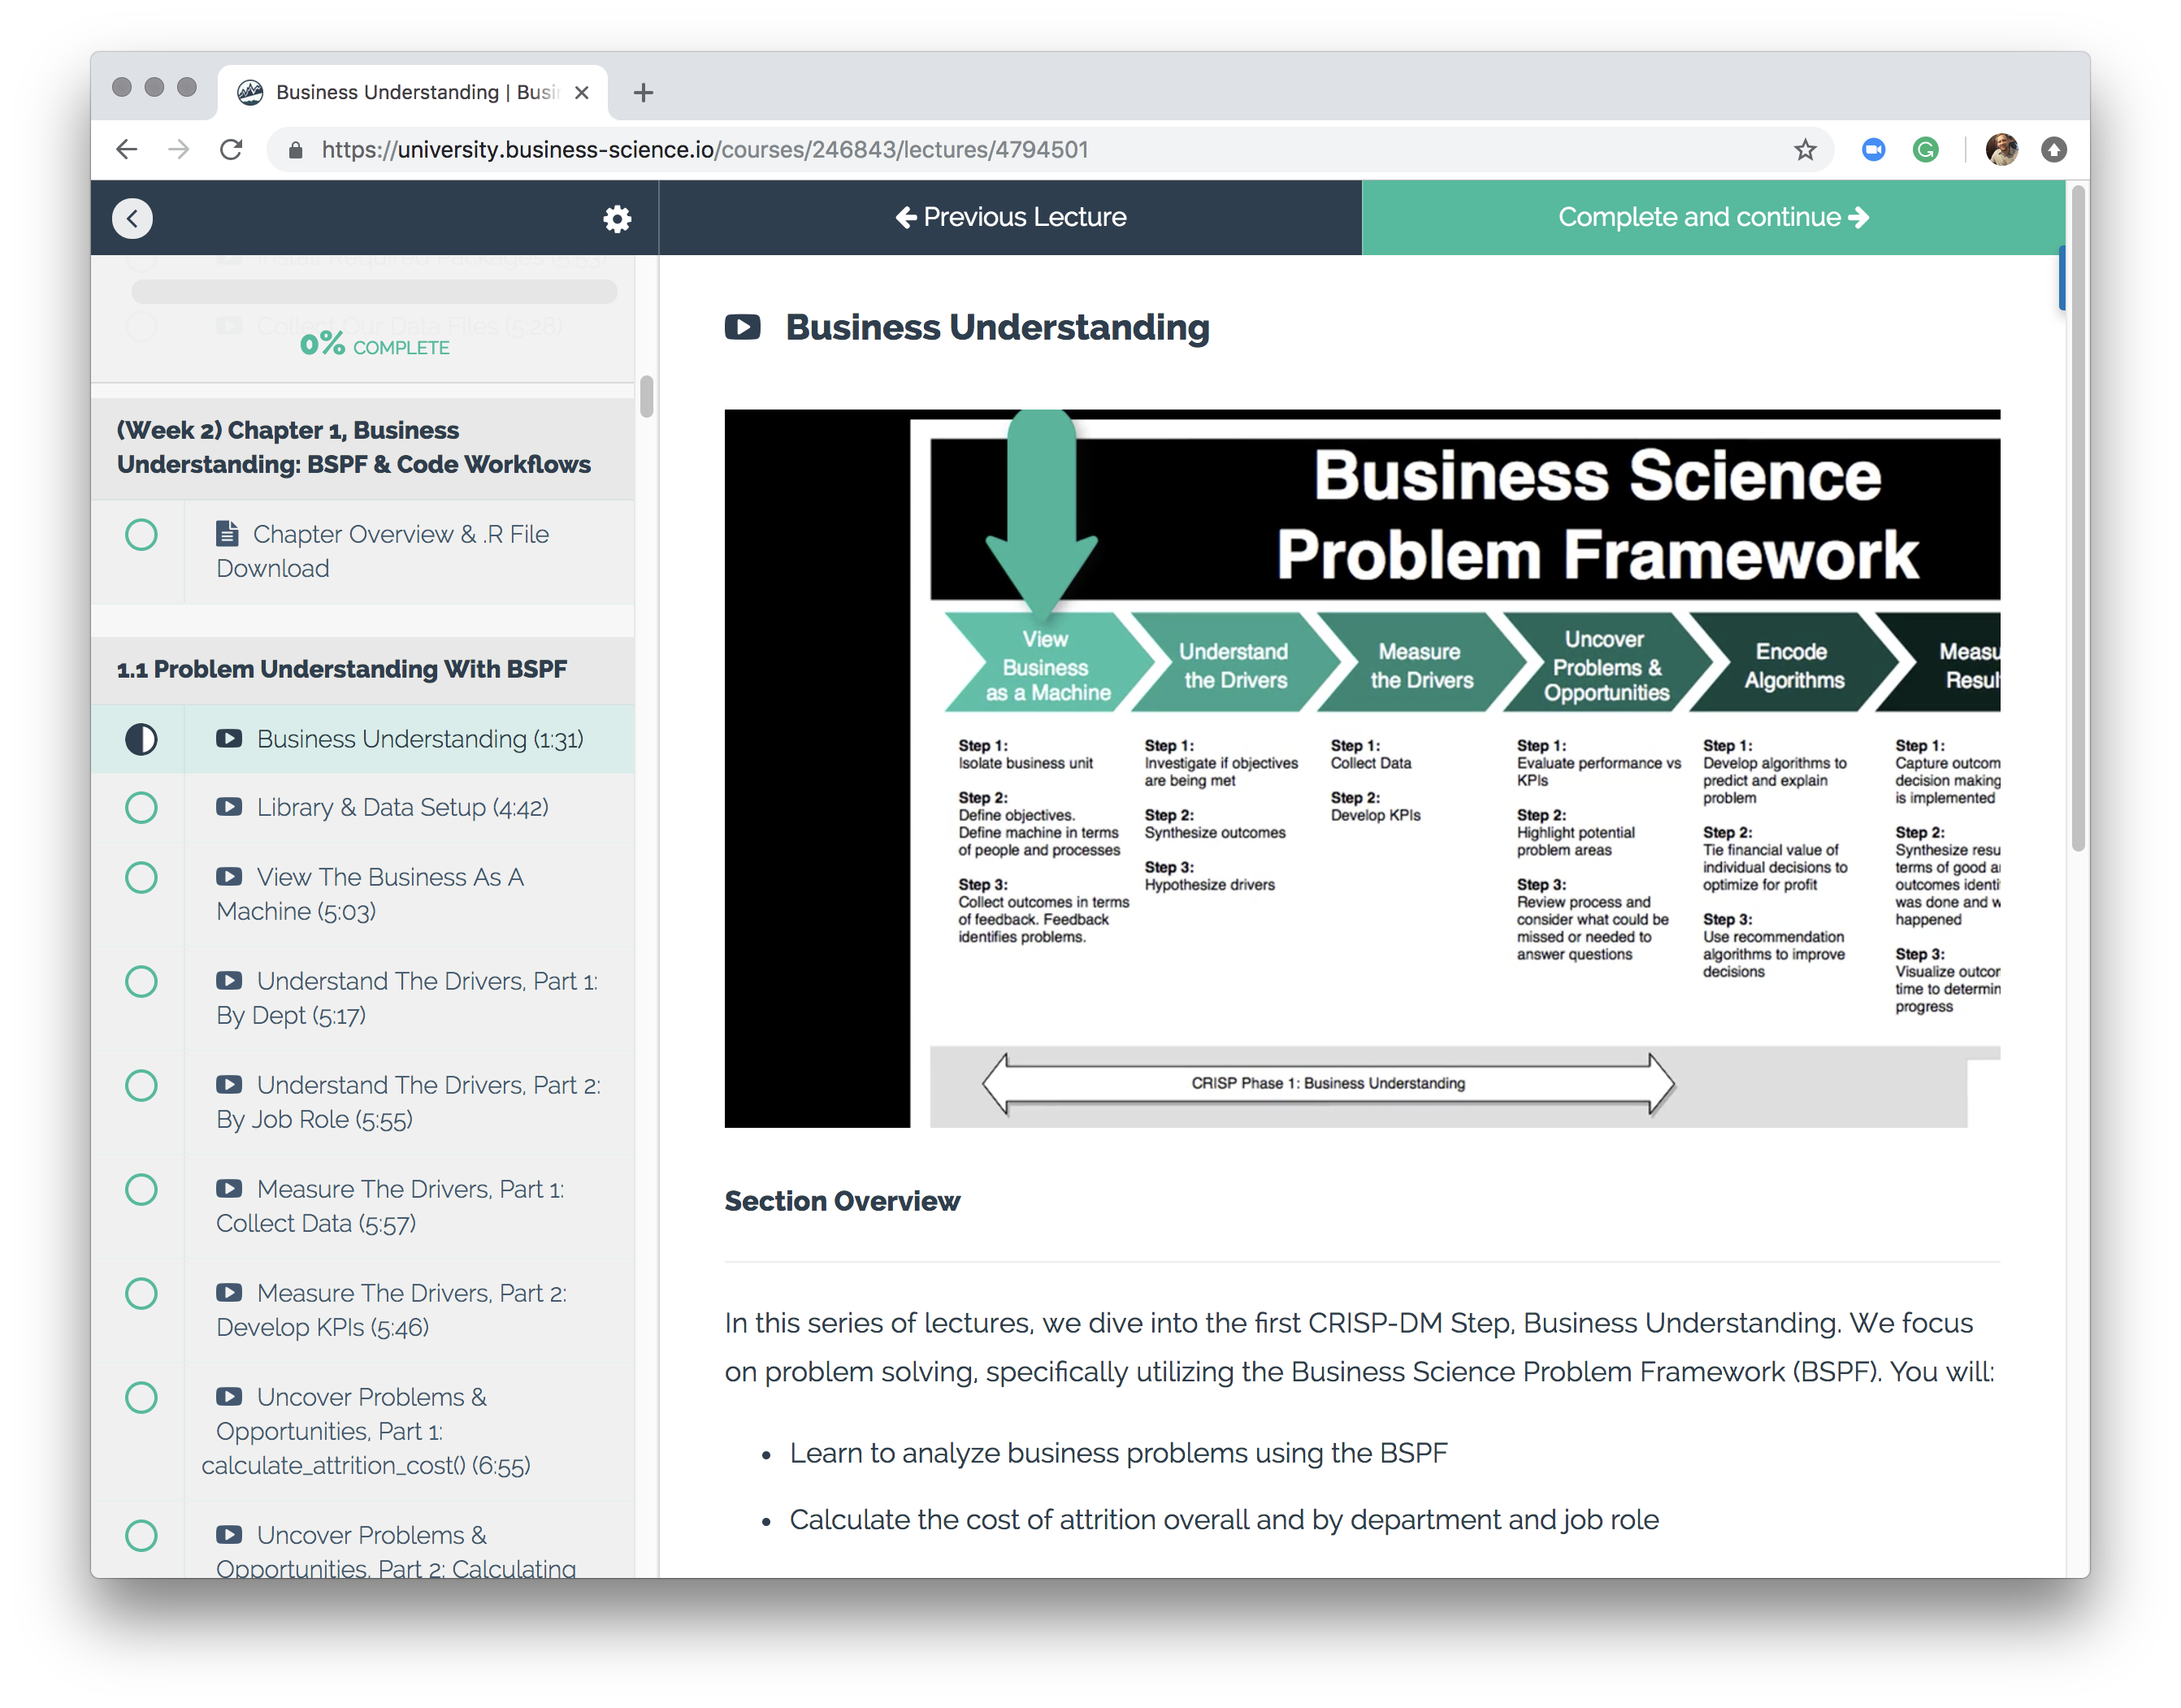 Business Understanding | Busi
https://university.business-science.io/courses/246843/lectures/4794501
Previous Lecture
Complete and continue
Install Required Packages (5:53)
Collect Our Data Files (5:28)
0% COMPLETE
(Week 2) Chapter 1, Business
Understanding: BSPF & Code Workflows
Chapter Overview & .R File
Download
1.1 Problem Understanding With BSPF
Business Understanding (1:31)
Library & Data Setup (4:42)
View The Business As A
Machine (5:03)
Understand The Drivers, Part 1:
By Dept (5:17)
Understand The Drivers, Part 2:
By Job Role (5:55)
Measure The Drivers, Part 1:
Collect Data (5:57)
Measure The Drivers, Part 2:
Develop KPIs (5:46)
Uncover Problems &
Opportunities, Part 1:
calculate_attrition_cost() (6:55)
Uncover Problems &
Opportunities, Part 2: Calculating
Business Understanding
Business Science
Problem Framework
View
Business
as a Machine
Understand
the Drivers
Measure
the Drivers
Uncover
Problems &
Opportunities
Encode
Algorithms
Measu
Resul
Step 1:
Isolate business unit
Step 2:
Define objectives.
Define machine in terms
of people and processes
Step 3:
Collect outcomes in terms
of feedback. Feedback
identifies problems.
Step 1:
Investigate if objectives
are being met
Step 2:
Synthesize outcomes
Step 3:
Hypothesize drivers
Step 1:
Collect Data
Step 2:
Develop KPIs
Step 1:
Evaluate performance vs
KPIs
Step 2:
Highlight potential
problem areas
Step 3:
Review process and
consider what could be
missed or needed to
answer questions
Step 1:
Develop algorithms to
predict and explain
problem
Step 2:
Tie financial value of
individual decisions to
optimize for profit
Step 3:
Use recommendation
algorithms to improve
decisions
Step 1:
Capture outcom
decision making
is implemented
Step 2:
Synthesize resu
terms of good a
outcomes identi
was done and w
happened
Step 3:
Visualize outcor
time to determin
progress
CRISP Phase 1: Business Understanding
Section Overview
In this series of lectures, we dive into the first CRISP-DM Step, Business Understanding. We focus
on problem solving, specifically utilizing the Business Science Problem Framework (BSPF). You will:
• Learn to analyze business problems using the BSPF
• Calculate the cost of attrition overall and by department and job role